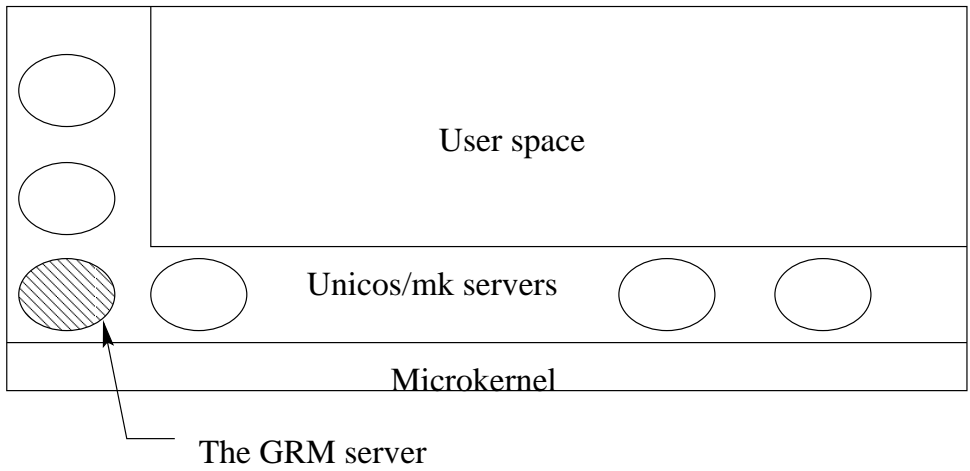 User space
Unicos/mk servers
Microkernel
The GRM server